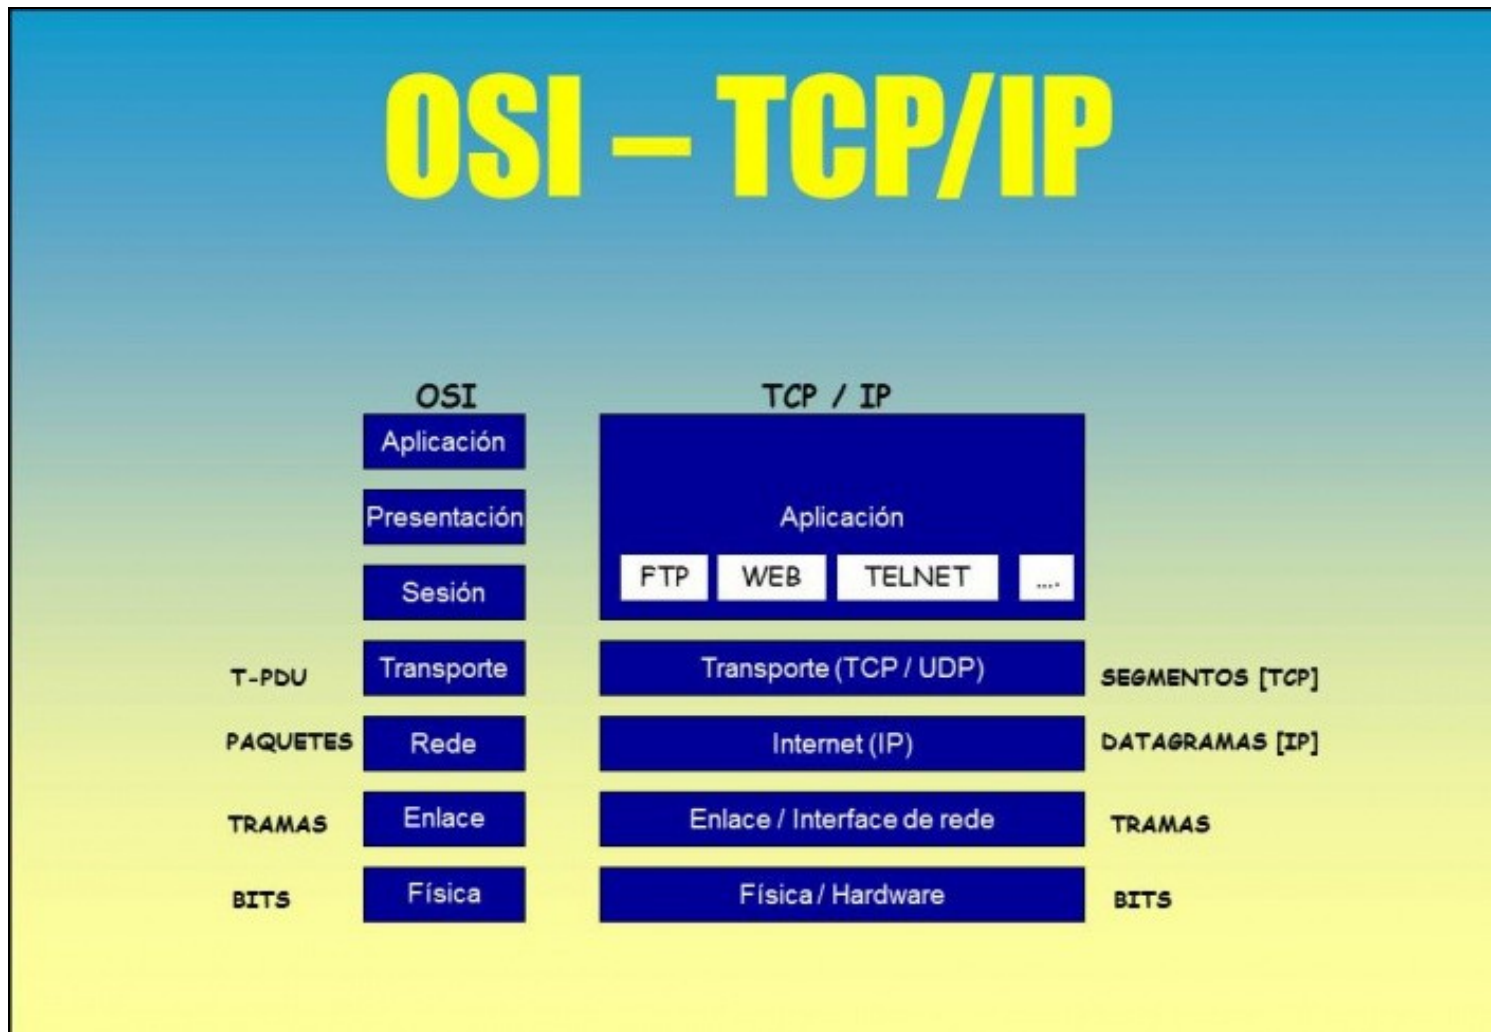 OSI – TCP/IP
OSI TCP / IP
Aplicación
Presentación Aplicación
Sesión FTP WEB TELNET ....
T-PDU Transporte Transporte (TCP / UDP) SEGMENTOS [TCP]
PAQUETES Rede Internet (IP) DATAGRAMAS [IP]
TRAMAS Enlace Enlace / Interface de rede TRAMAS
BITS Física Física / Hardware BITS